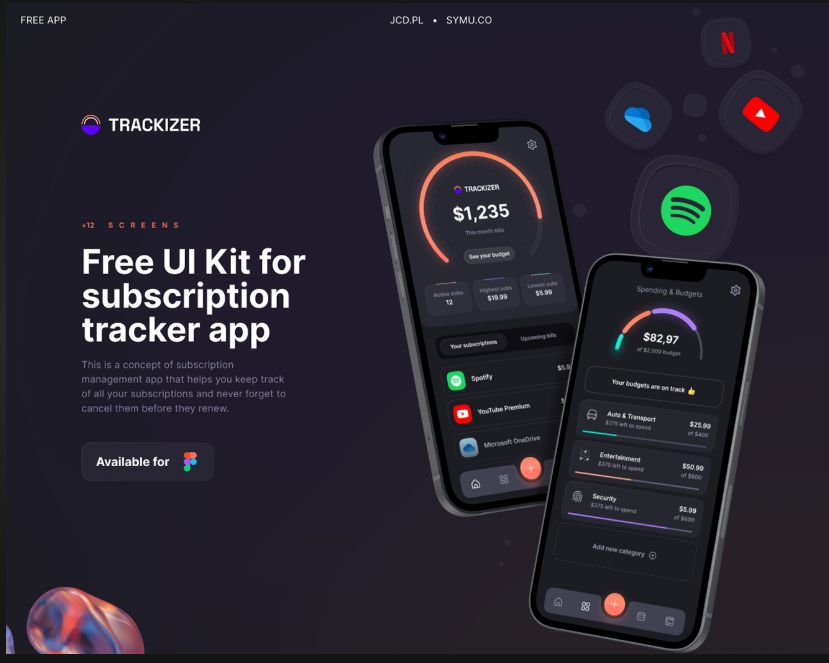 FREE APP
JCD.PL • SYMU.CO
TRACKIZER
+12 SCREENS
Free UI Kit for
subscription
tracker app
This is a concept of subscription
management app that helps you keep track
of all your subscriptions and never forget to
cancel them before they renew.
Available for
TRACKIZER
$1,235
This month bills
See your budget
Active subs
12
Highest subs
$19.99
Lowest subs
$5.99
Your subscriptions
Upcoming bills
Spotify
YouTube Premium
Microsoft OneDrive
Spending & Budgets
$82,97
of $2,000 budget
Your budgets are on track 👍
Auto & Transport
$25.99
$375 left to spend
of $400
Entertainment
$50.99
$375 left to spend
of $600
Security
$5.99
$375 left to spend
of $600
Add new category